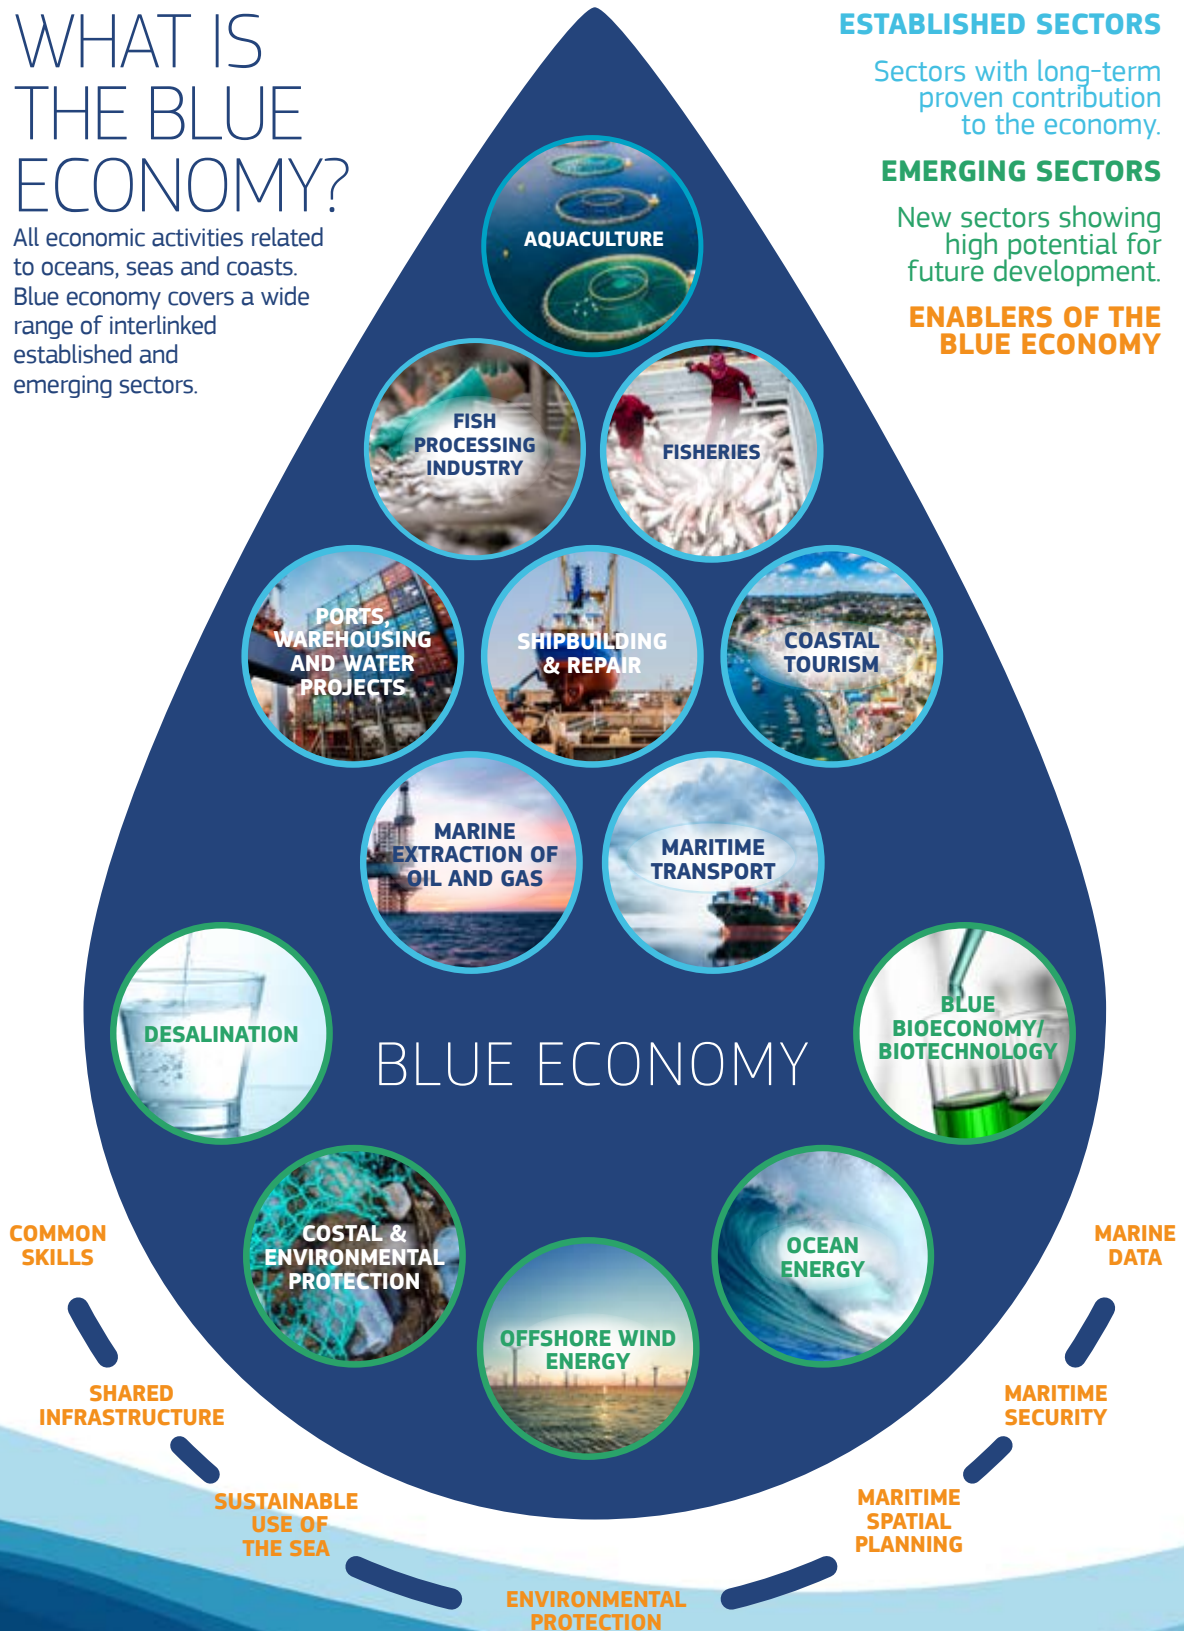 WHAT IS
THE BLUE
ECONOMY?
All economic activities related
to oceans, seas and coasts.
Blue economy covers a wide
range of interlinked
established and
emerging sectors.
ESTABLISHED SECTORS
Sectors with long-term
proven contribution
to the economy.
EMERGING SECTORS
New sectors showing
high potential for
future development.
ENABLERS OF THE
BLUE ECONOMY
AQUACULTURE
FISH
PROCESSING
INDUSTRY
FISHERIES
PORTS,
WAREHOUSING
AND WATER
PROJECTS
SHIPBUILDING
& REPAIR
COASTAL
TOURISM
MARINE
EXTRACTION OF
OIL AND GAS
MARITIME
TRANSPORT
DESALINATION
BLUE ECONOMY
BLUE
BIOECONOMY/
BIOTECHNOLOGY
COSTAL &
ENVIRONMENTAL
PROTECTION
OFFSHORE WIND
ENERGY
OCEAN
ENERGY
COMMON
SKILLS
SHARED
INFRASTRUCTURE
SUSTAINABLE
USE OF
THE SEA
ENVIRONMENTAL
PROTECTION
MARITIME
SPATIAL
PLANNING
MARITIME
SECURITY
MARINE
DATA